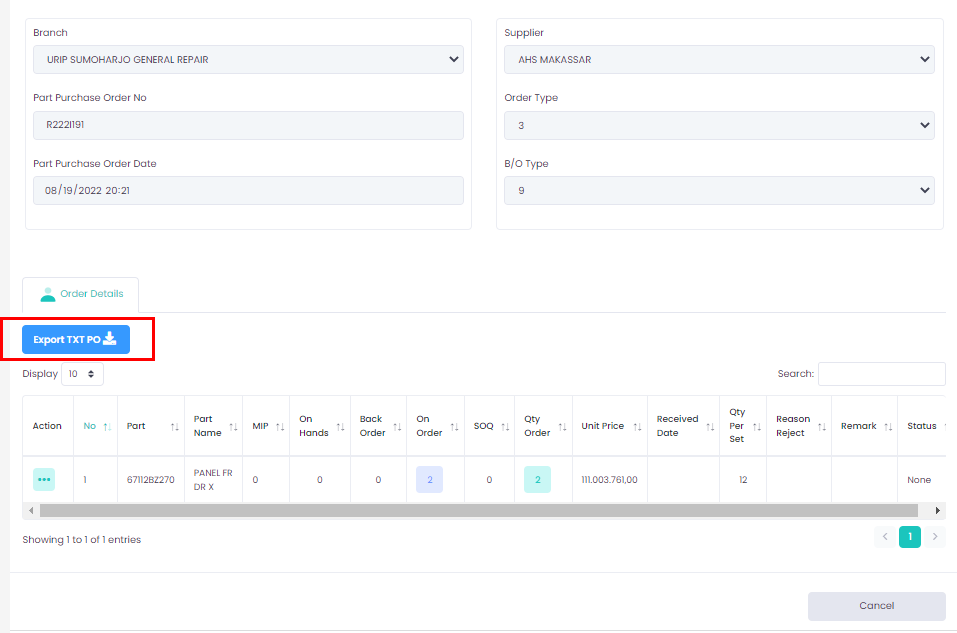 Branch
URIP SUMOHARJO GENERAL REPAIR
Part Purchase Order No
R222I191
Part Purchase Order Date
08/19/2022 20:21
Supplier
AHS MAKASSAR
Order Type
3
B/O Type
9
Order Details
Export TXT PO
Display 10
Search:
Action No Part Part Name MIP On Hands Back Order On Order SOQ Qty Order Unit Price Received Date Qty Per Set Reason Reject Remark Status
1 67112BZ270 PANEL FR DR X 0 0 0 2 0 2 111.003.761,00 12 None
Showing 1 to 1 of 1 entries
1
Cancel